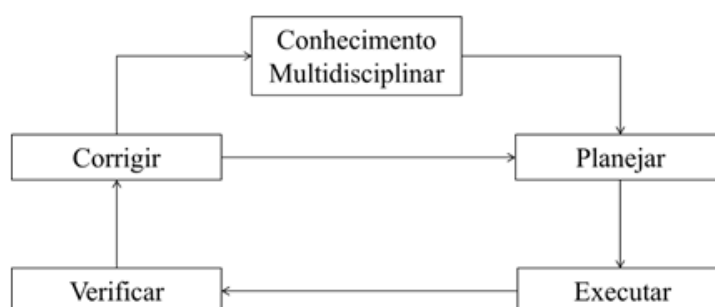 Conhecimento
Multidisciplinar
Corrigir
Planejar
Verificar
Executar